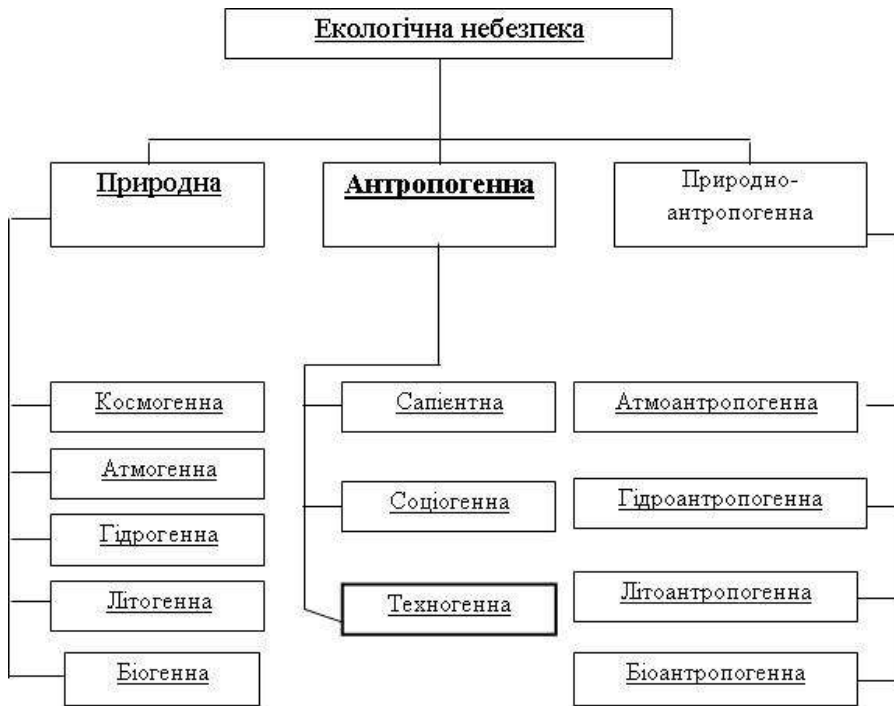 Екологічна небезпека
Природна
Антропогенна
Природно-
антропогенна
Космогенна
Атмогенна
Гідрогенна
Літогенна
Біогенна
Сапієнтна
Соціогенна
Техногенна
Атмоантропогенна
Гідроантропогенна
Літоантропогенна
Біоантропогенна